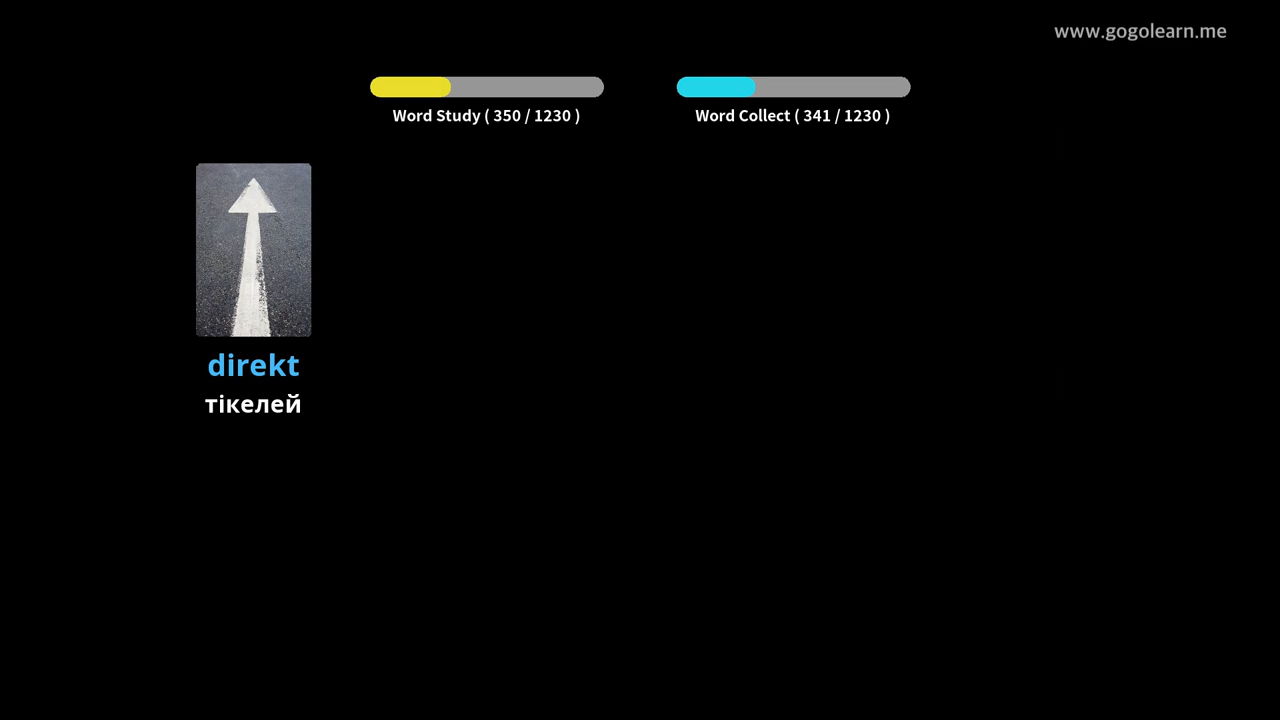 www.gogolearn.me
Word Study ( 350 / 1230 )
Word Collect ( 341 / 1230 )
direkt
тікелей